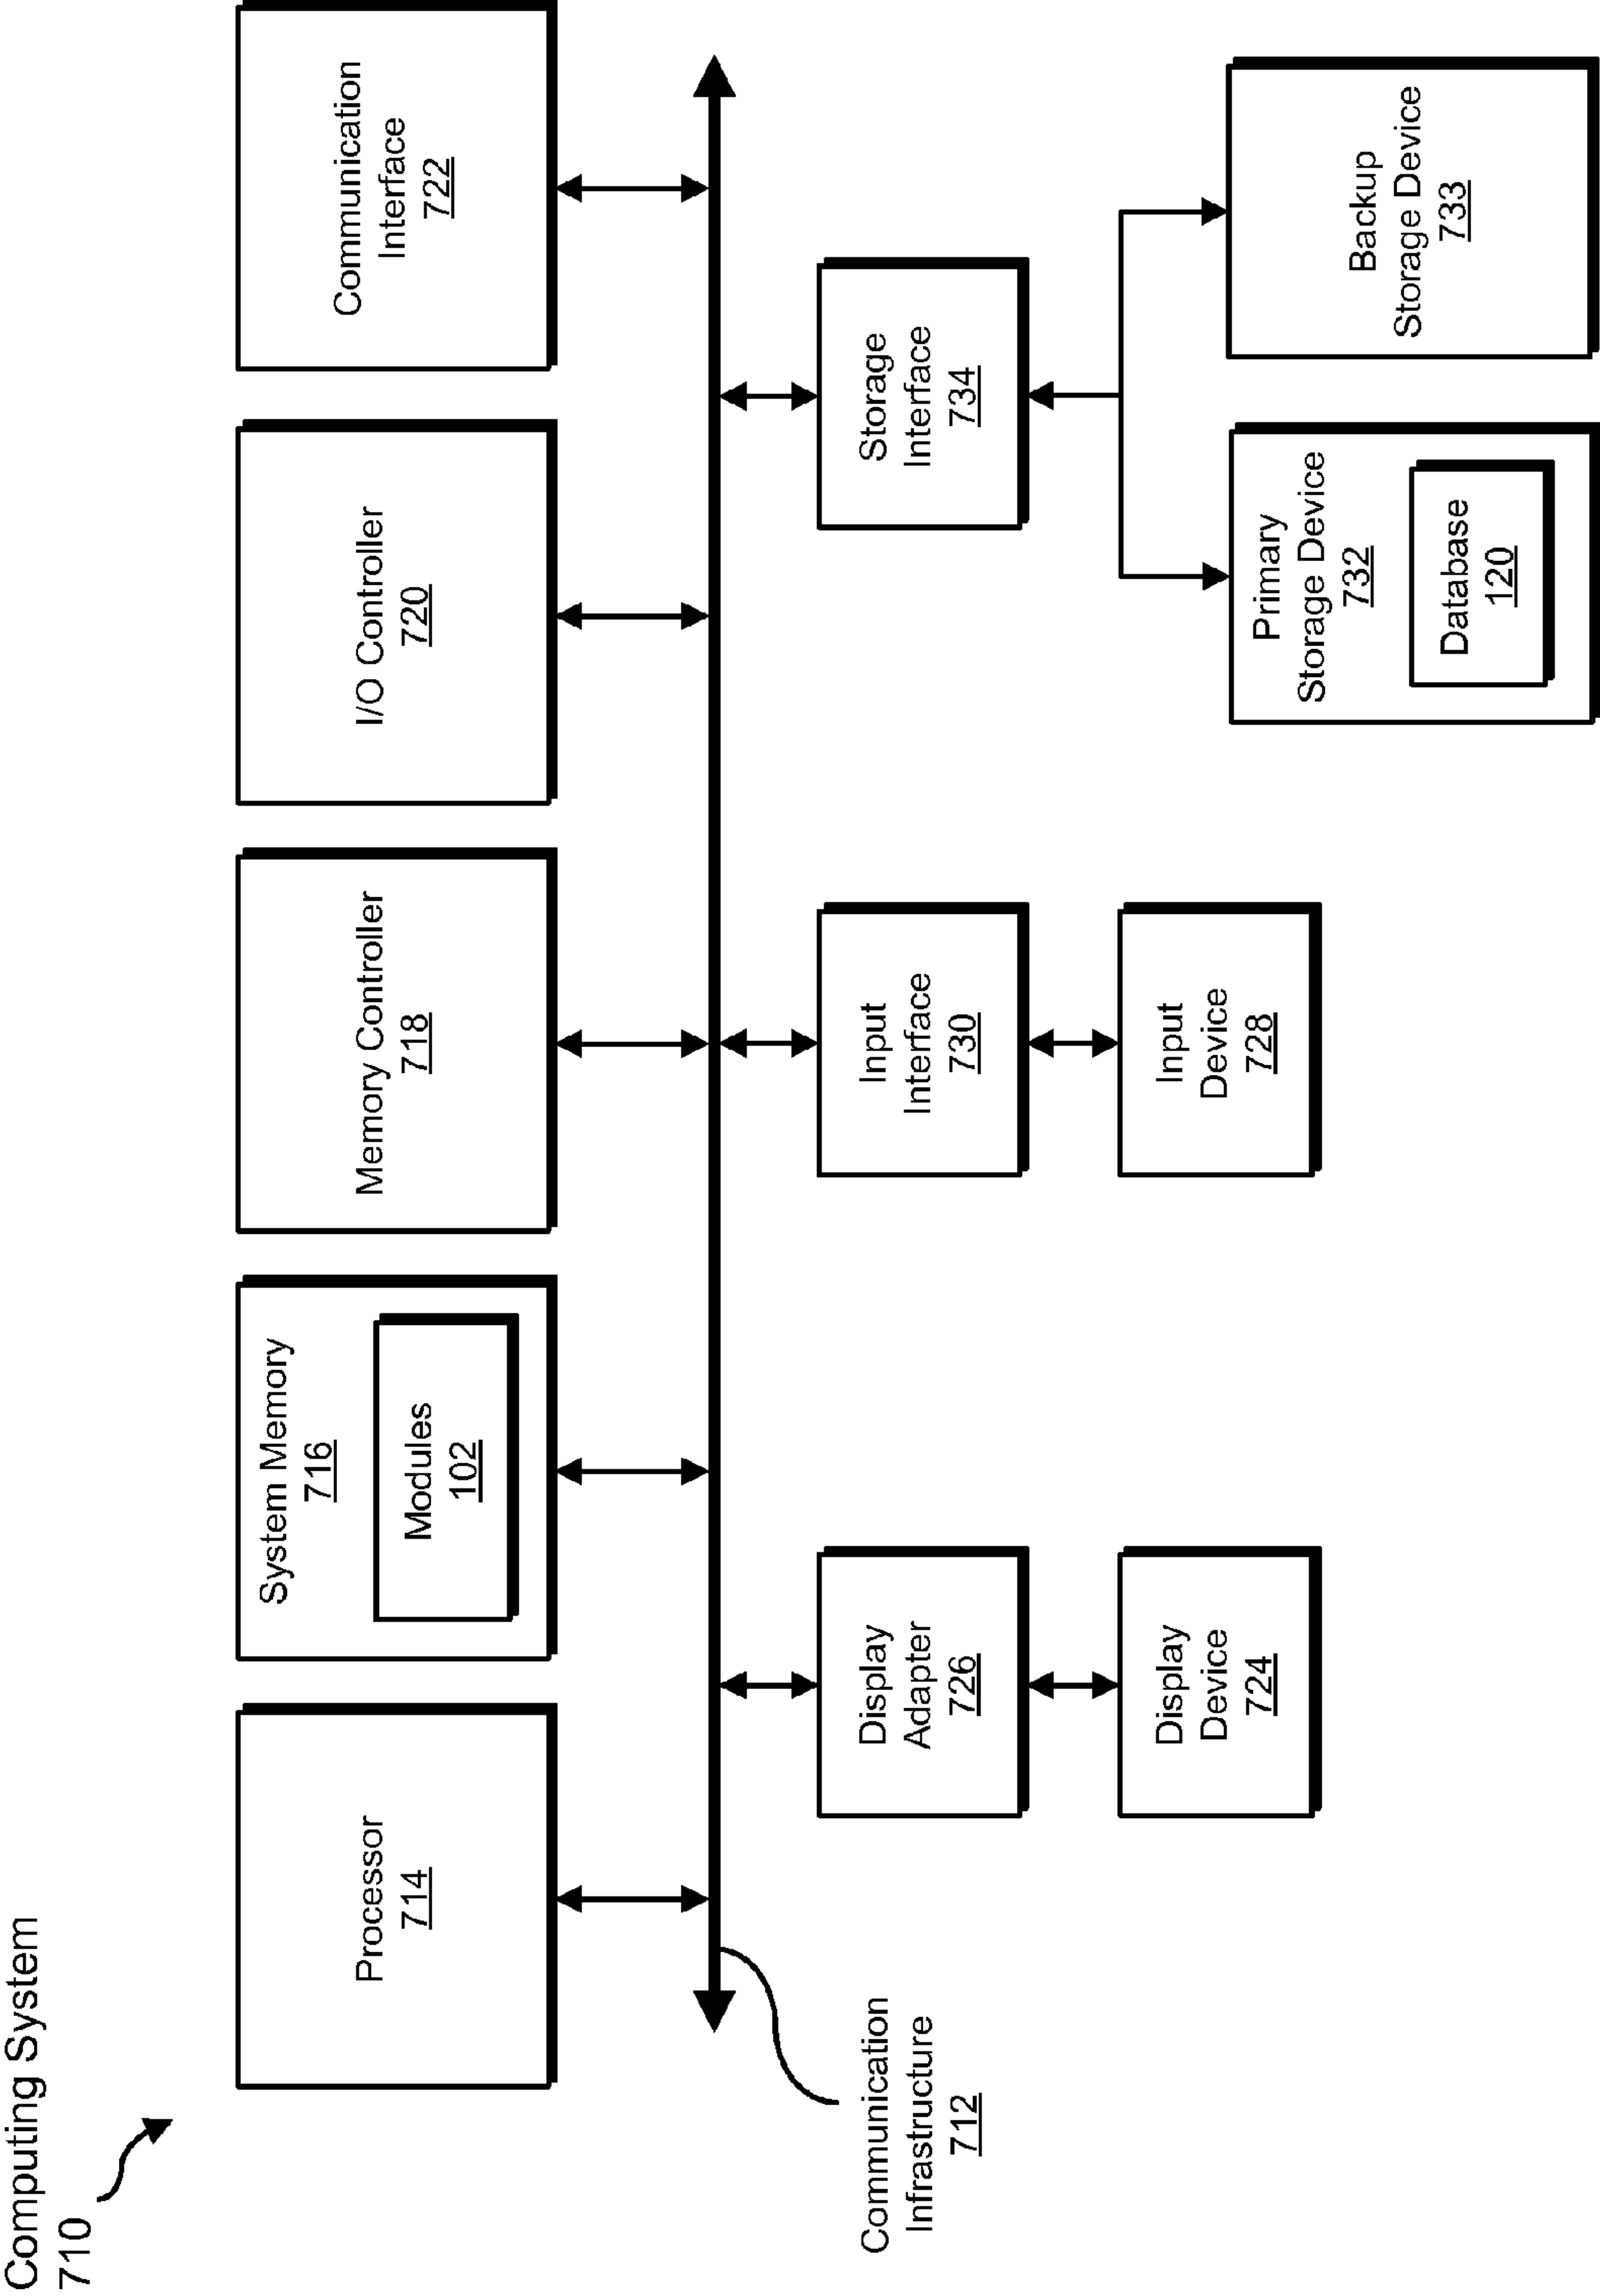 Computing System
710
Processor
714
System Memory
716
Modules
102
Memory Controller
718
I/O Controller
720
Communication
Interface
722
Communication
Infrastructure
712
Display
Adapter
726
Input
Interface
730
Storage
Interface
734
Display
Device
724
Input
Device
728
Primary
Storage Device
732
Database
120
Backup
Storage Device
733